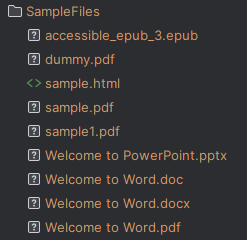 SampleFiles
accessible_epub_3.epub
dummy.pdf
sample.html
sample.pdf
sample1.pdf
Welcome to PowerPoint.pptx
Welcome to Word.doc
Welcome to Word.docx
Welcome to Word.pdf